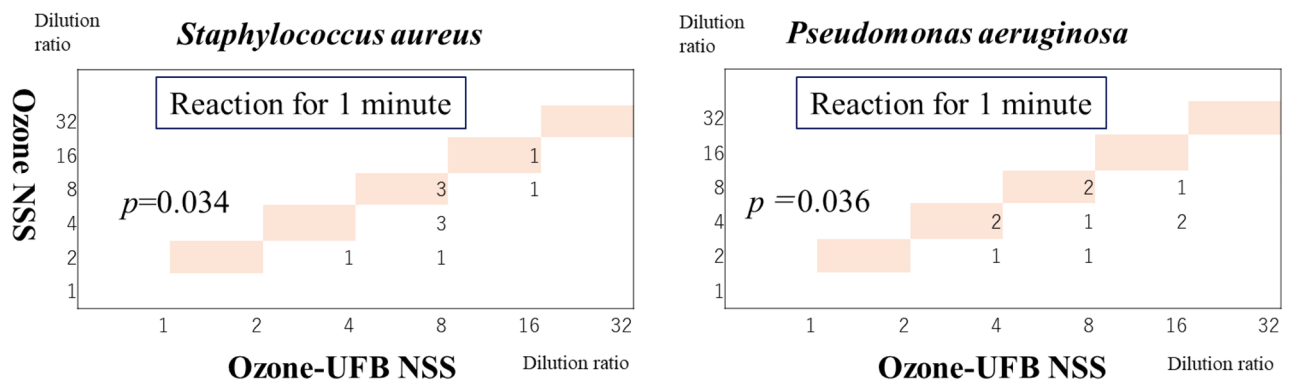 Dilution
ratio
Staphylococcus aureus
Reaction for 1 minute
Ozone NSS
32
16 1
8 3 1
p=0.034
4 3
2 1 1
1
1 2 4 8 16 32
Ozone-UFB NSS Dilution ratio
Dilution
ratio
Pseudomonas aeruginosa
Reaction for 1 minute
32
16
8 2 1
p =0.036
4 2 1 2
2 1 1
1
1 2 4 8 16 32
Ozone-UFB NSS Dilution ratio